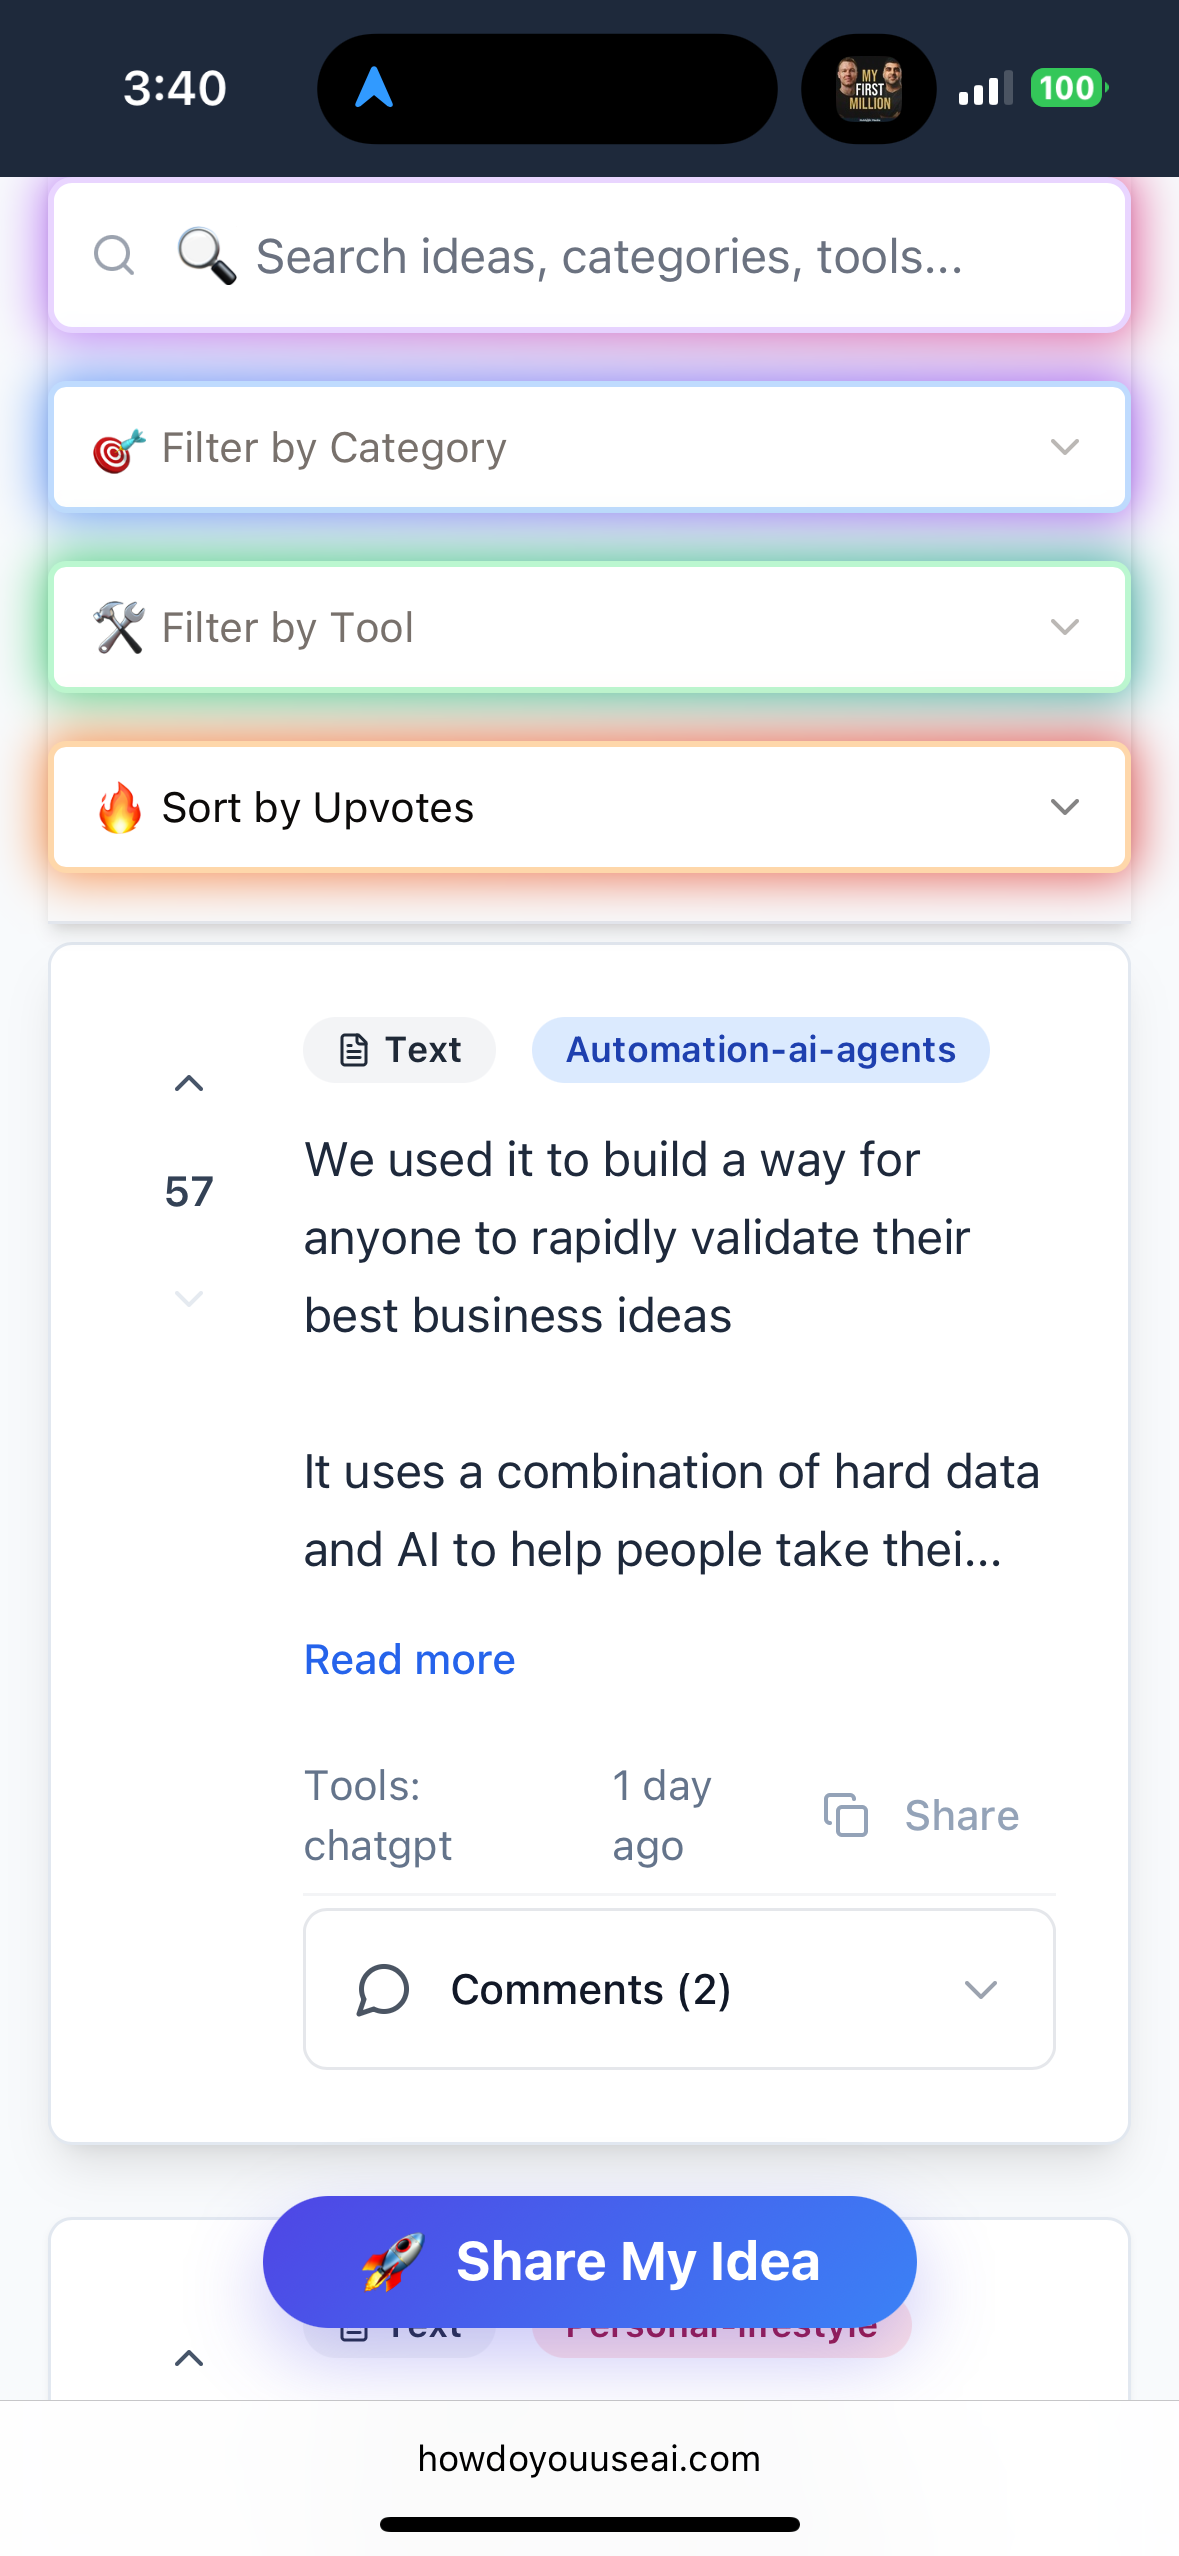 3:40
MY
FIRST
MILLION
100
Search ideas, categories, tools...
Filter by Category
Filter by Tool
Sort by Upvotes
Text
Automation-ai-agents
57
We used it to build a way for
anyone to rapidly validate their
best business ideas
It uses a combination of hard data
and AI to help people take thei...
Read more
Tools:
chatgpt
1 day
ago
Share
Comments (2)
Share My Idea
Text
Personal-lifestyle
howdoyouuseai.com